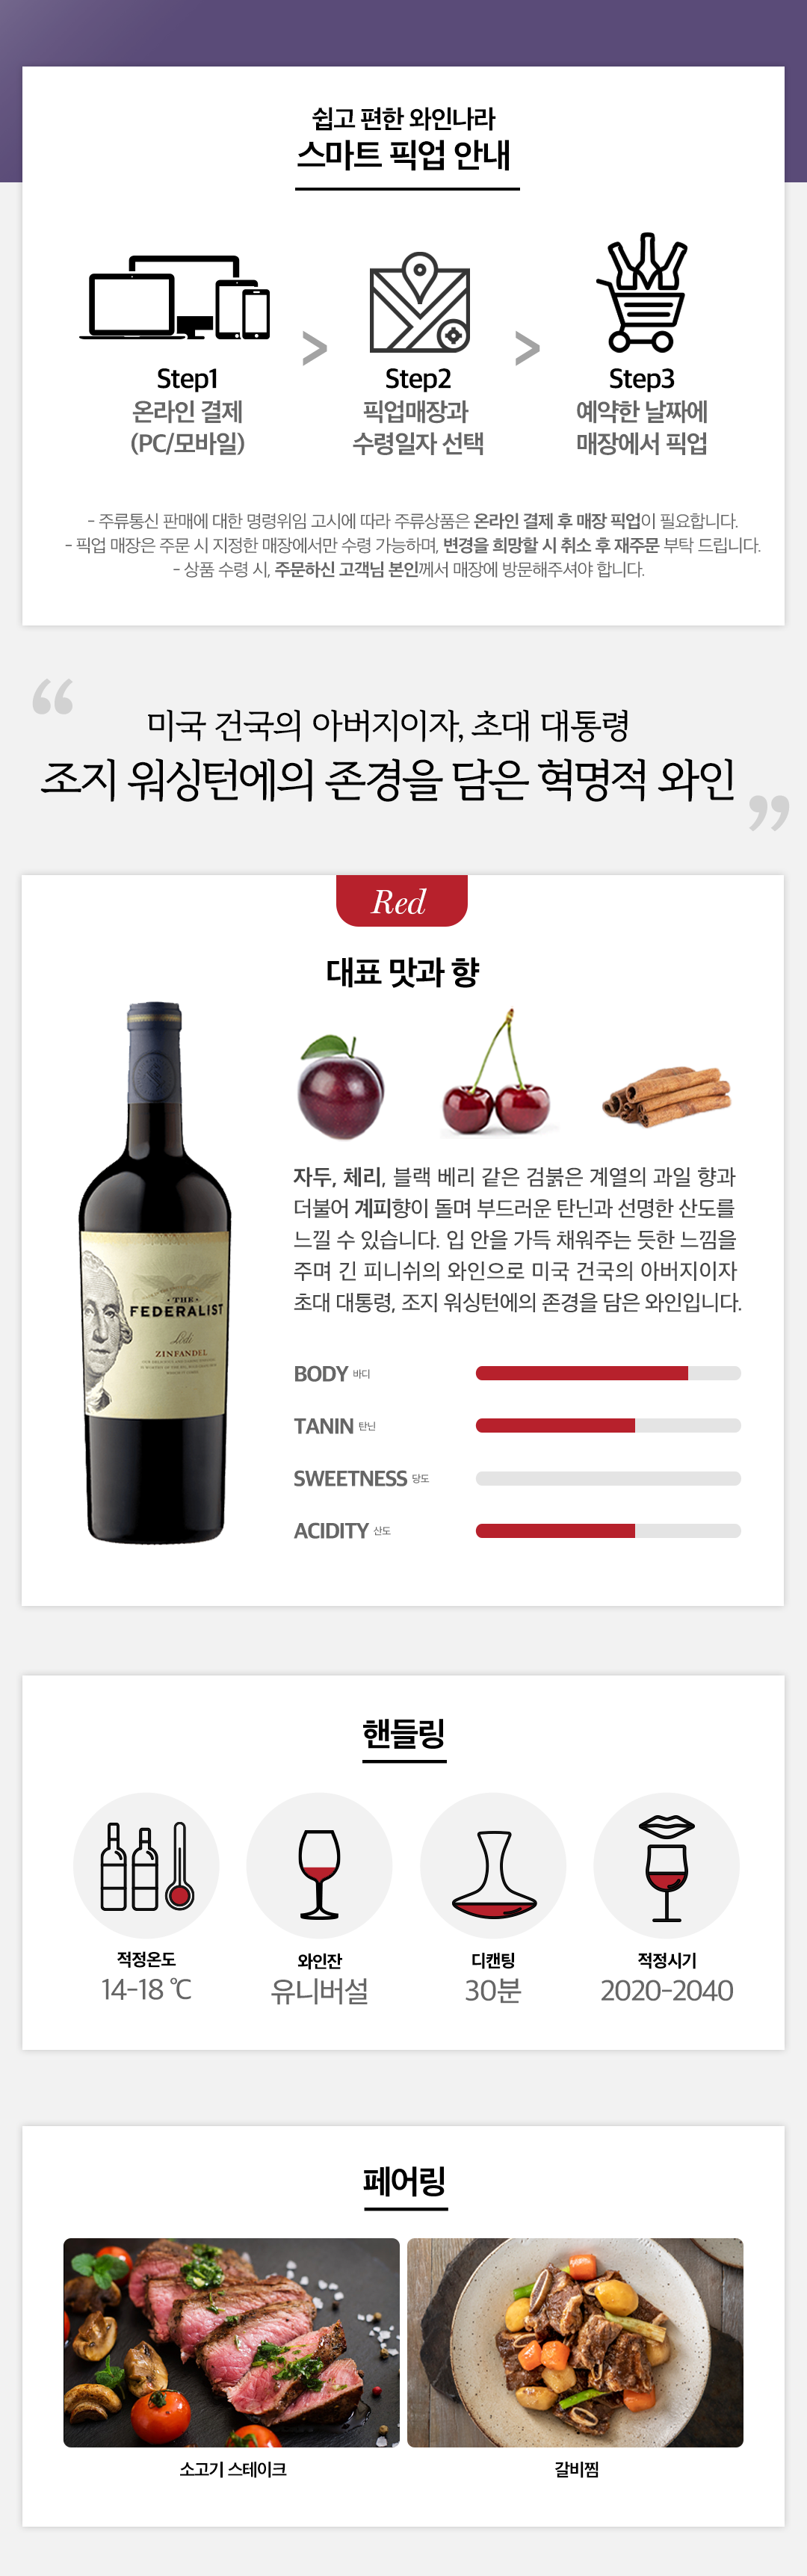 쉽고 편한 와인나라
스마트 픽업 안내
Step1
온라인 결제
(PC/모바일)
>
Step2
픽업매장과
수령일자 선택
>
Step3
예약한 날짜에
매장에서 픽업
- 주류통신 판매에 대한 명령위임 고시에 따라 주류상품은 온라인 결제 후 매장 픽업이 필요합니다.
- 픽업 매장은 주문 시 지정한 매장에서만 수령 가능하며, 변경을 희망할 시 취소 후 재주문 부탁 드립니다.
- 상품 수령 시, 주문하신 고객님 본인께서 매장에 방문해주셔야 합니다.
“
미국 건국의 아버지이자, 초대 대통령
조지 워싱턴에의 존경을 담은 혁명적 와인
”
Red
대표 맛과 향
자두, 체리, 블랙 베리 같은 검붉은 계열의 과일 향과
더불어 계피향이 돌며 부드러운 탄닌과 선명한 산도를
느낄 수 있습니다. 입 안을 가득 채워주는 듯한 느낌을
주며 긴 피니쉬의 와인으로 미국 건국의 아버지이자
초대 대통령, 조지 워싱턴에의 존경을 담은 와인입니다.
THE
FEDERALIST
Lodi
ZINFANDEL
BODY 바디
TANIN 탄닌
SWEETNESS 당도
ACIDITY 산도
핸들링
적정온도
14-18 ℃
와인잔
유니버설
디캔팅
30분
적정시기
2020-2040
페어링
소고기 스테이크
갈비찜